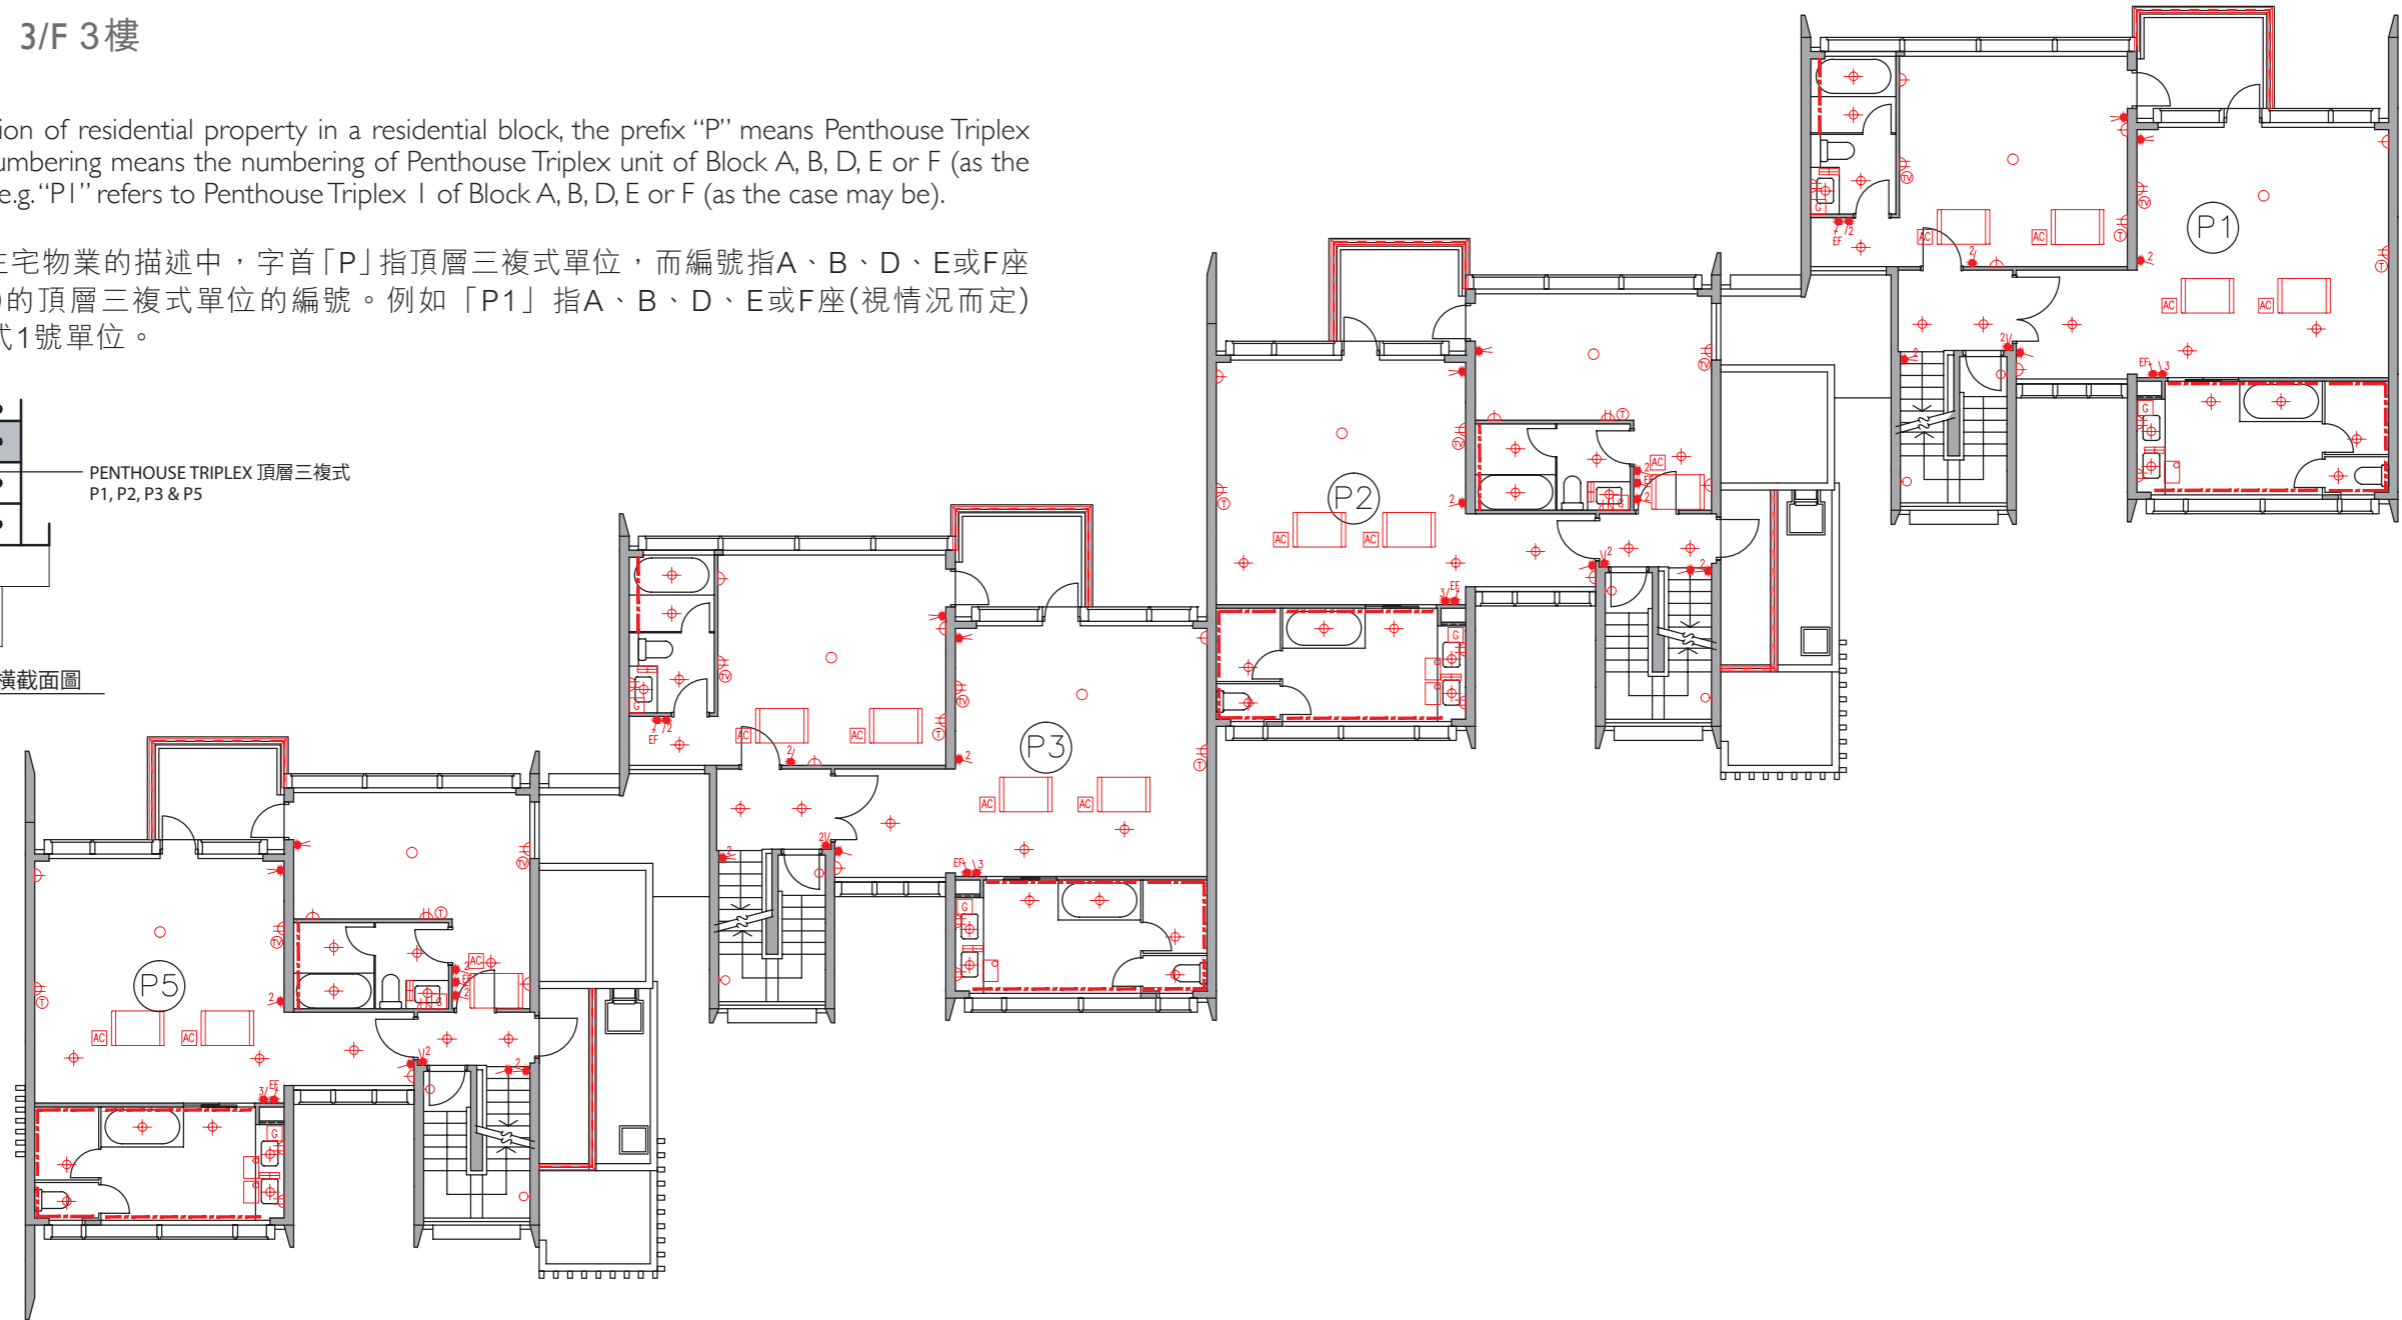 3/F 3樓
ion of residential property in a residential block, the prefix “P” means Penthouse Triplex
umbering means the numbering of Penthouse Triplex unit of Block A, B, D, E or F (as the
e.g. “P1” refers to Penthouse Triplex 1 of Block A, B, D, E or F (as the case may be).
住宅物業的描述中，字首「P」指頂層三複式單位，而編號指A、B、D、E或F座
)的頂層三複式單位的編號。例如「P1」指A、B、D、E或F座(視情況而定)
式1號單位。
PENTHOUSE TRIPLEX 頂層三複式
P1, P2, P3 & P5
橫截面圖
P1
P2
P3
P5